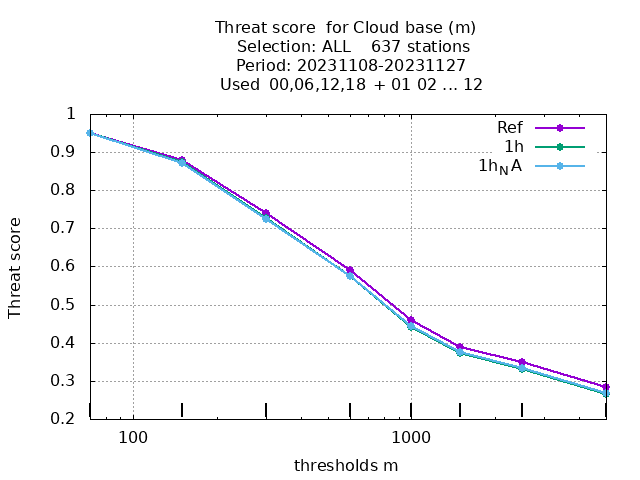 Threat score  for Cloud base (m)
Selection: ALL    637 stations
Period: 20231108-20231127
Used 00,06,12,18 + 01 02 ... 12
Ref
1h
1h_N A
1
0.9
0.8
0.7
0.6
0.5
0.4
0.3
0.2
Threat score
100
1000
thresholds m